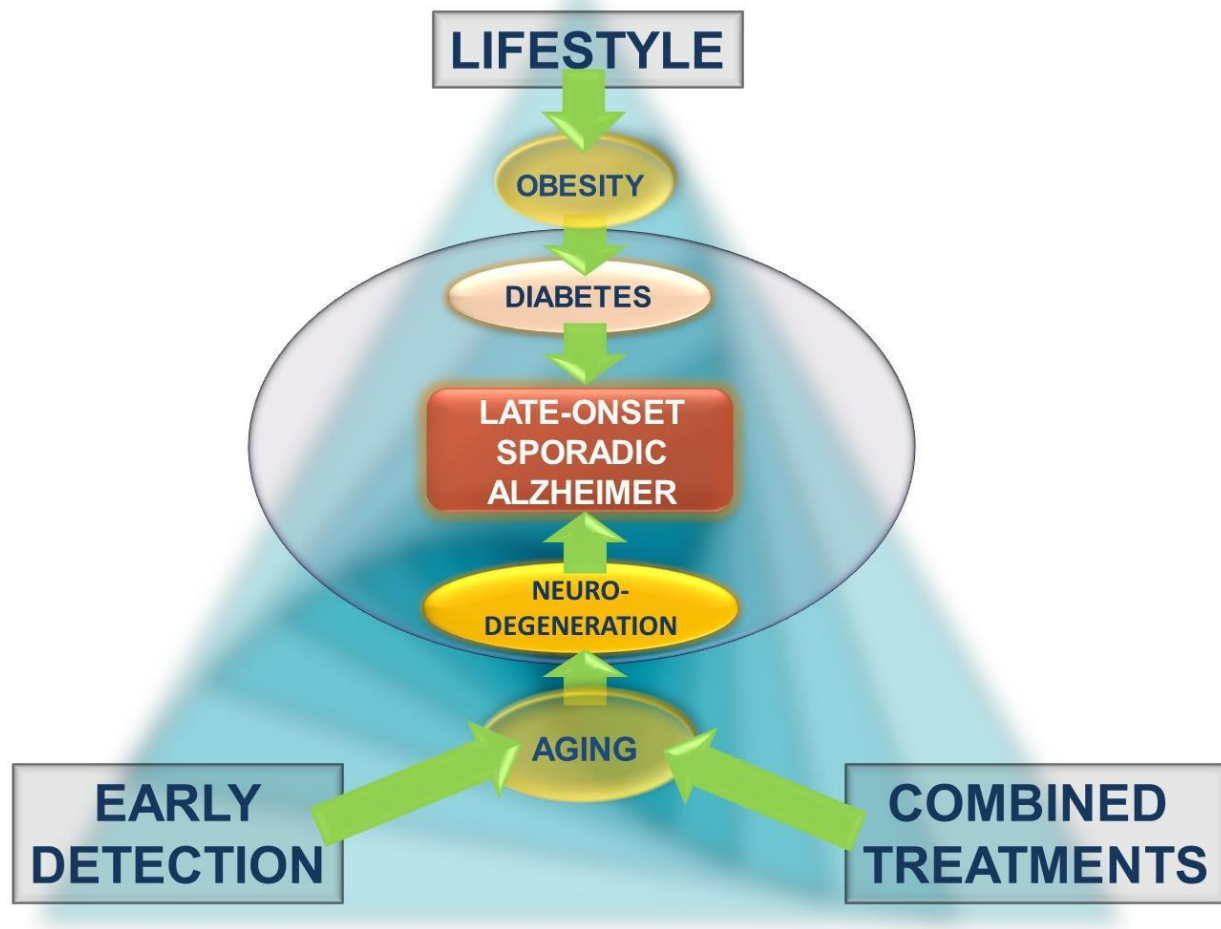 LIFESTYLE
OBESITY
DIABETES
LATE-ONSET
SPORADIC
ALZHEIMER
NEURO-
DEGENERATION
AGING
EARLY
DETECTION
COMBINED
TREATMENTS